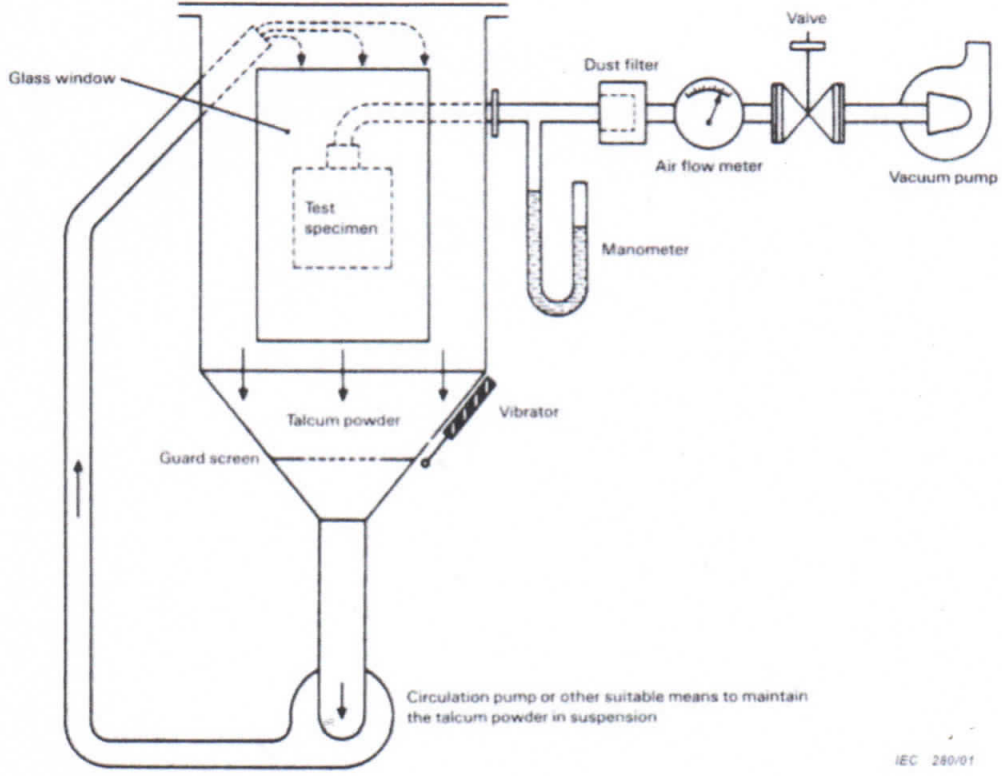 Valve
Glass window
Dust filter
Air flow meter
Vacuum pump
Test
specimen
Manometer
Talcum powder
Vibrator
Guard screen
Circulation pump or other suitable means to maintain
the talcum powder in suspension
IEC 280/01